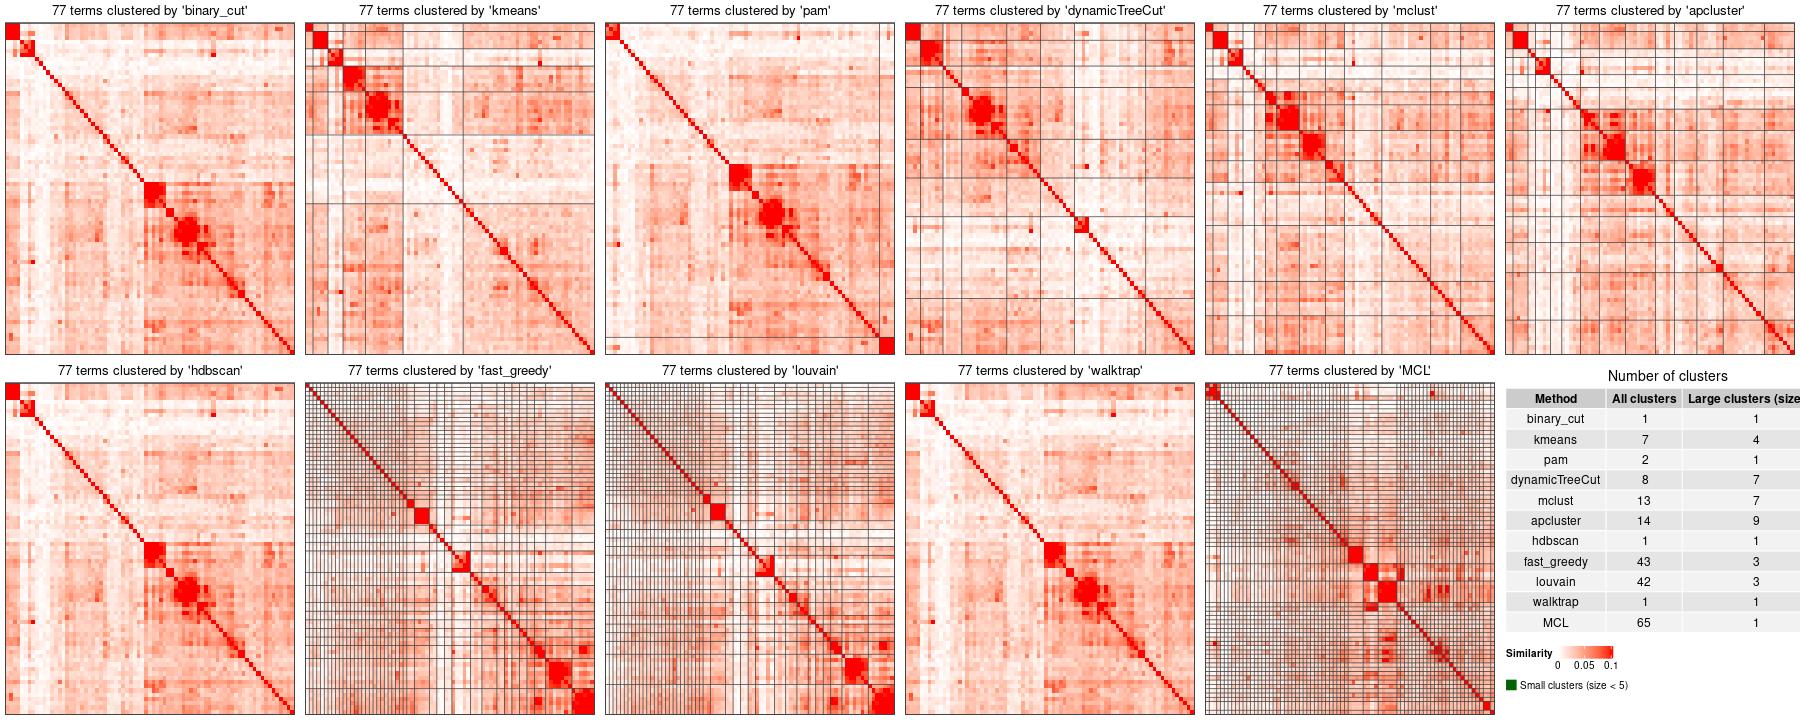 77 terms clustered by 'binary_cut'
77 terms clustered by 'kmeans'
77 terms clustered by 'pam'
77 terms clustered by 'dynamicTreeCut'
77 terms clustered by 'mclust'
77 terms clustered by 'apcluster'
77 terms clustered by 'hdbscan'
77 terms clustered by 'fast_greedy'
77 terms clustered by 'louvain'
77 terms clustered by 'walktrap'
77 terms clustered by 'MCL'
Number of clusters
Method All clusters Large clusters (size
binary_cut 1 1
kmeans 7 4
pam 2 1
dynamicTreeCut 8 7
mclust 13 7
apcluster 14 9
hdbscan 1 1
fast_greedy 43 3
louvain 42 3
walktrap 1 1
MCL 65 1
Similarity
0 0.05 0.1
Small clusters (size < 5)